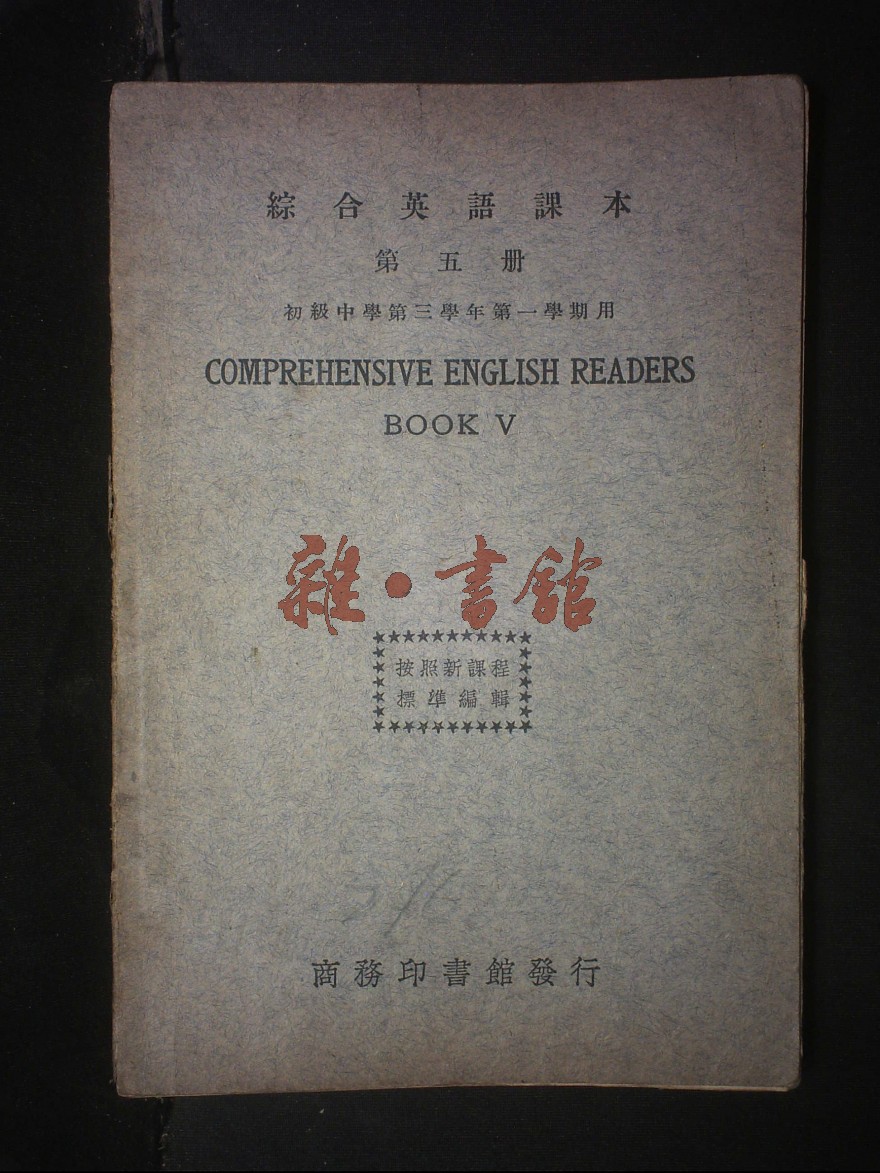 綜合英語課本
第五册
初級中學第三學年第一學期用
COMPREHENSIVE ENGLISH READERS
BOOK V
雜·書館
按照新課程
標準編輯
商務印書館發行